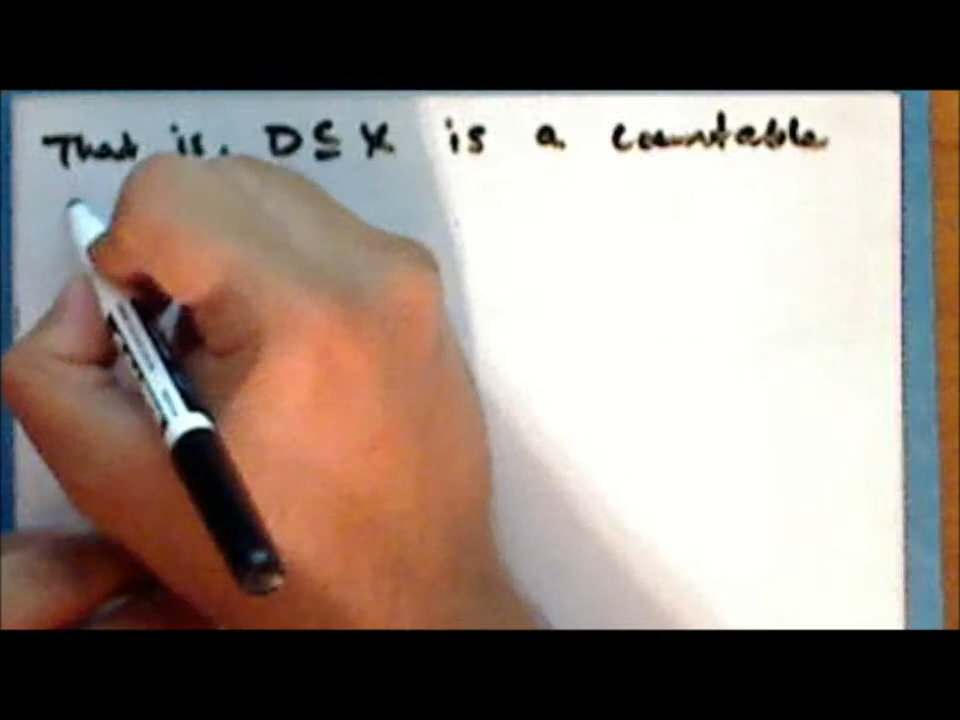 That is, D ⊆ X is a countable